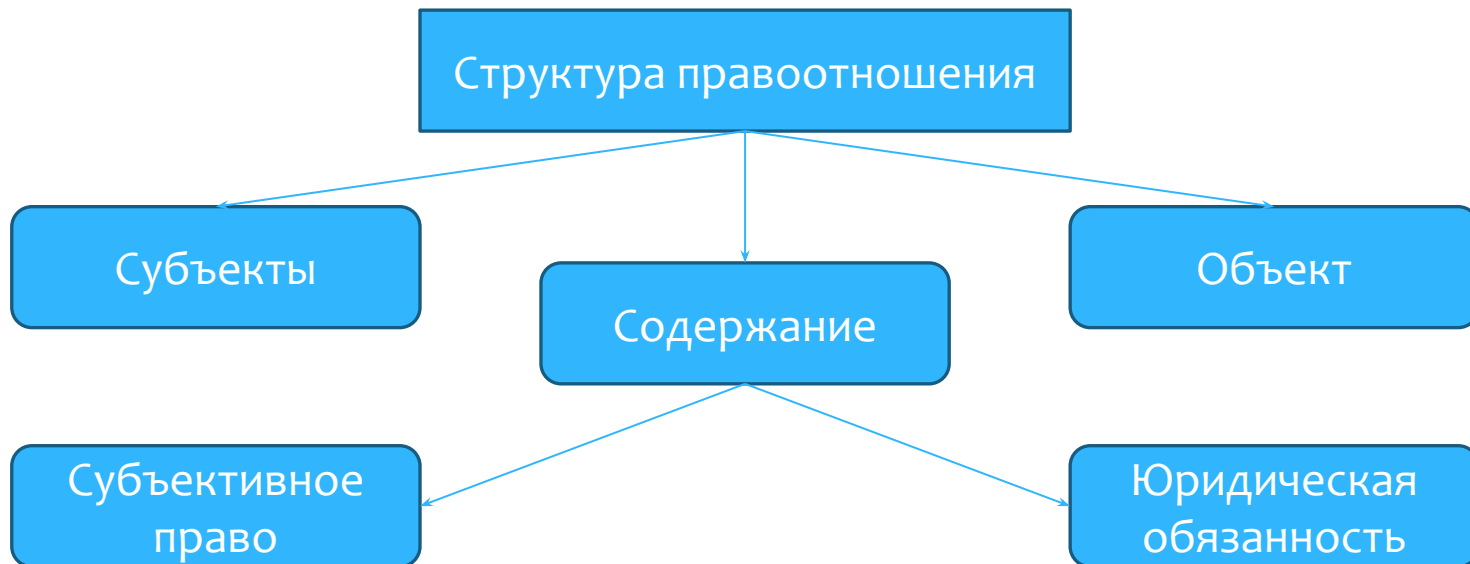 Структура правоотношения
Субъекты
Объект
Содержание
Субъективное
право
Юридическая
обязанность